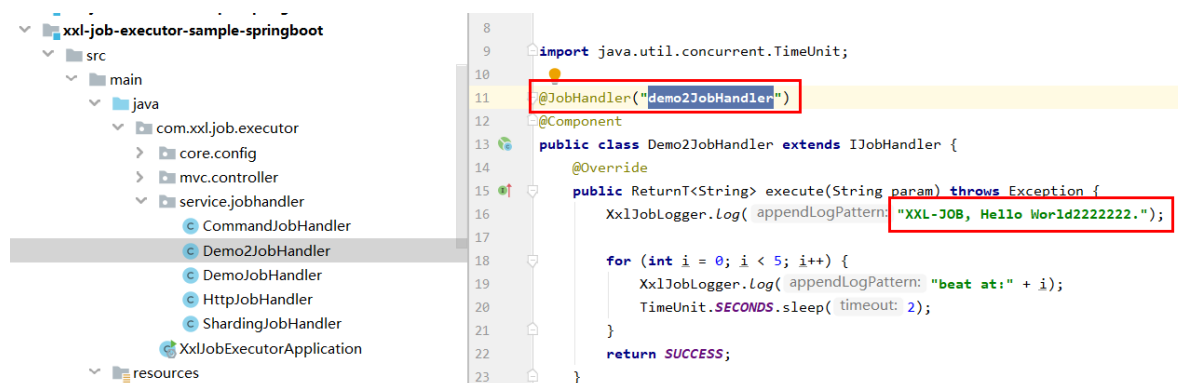 xxl-job-executor-sample-springboot
src
main
java
com.xxl.job.executor
core.config
mvc.controller
service.jobhandler
CommandJobHandler
Demo2JobHandler
DemoJobHandler
HttpJobHandler
ShardingJobHandler
XxlJobExecutorApplication
resources
8
9 import java.util.concurrent.TimeUnit;
10
11 @JobHandler("demo2JobHandler")
12 @Component
13 public class Demo2JobHandler extends IJobHandler {
14 @Override
15 public ReturnT<String> execute(String param) throws Exception {
16 XxlJobLogger.log( appendLogPattern: "XXL-JOB, Hello World2222222.");
17
18 for (int i = 0; i < 5; i++) {
19 XxlJobLogger.log( appendLogPattern: "beat at:" + i);
20 TimeUnit.SECONDS.sleep( timeout: 2);
21 }
22 return SUCCESS;
23 }